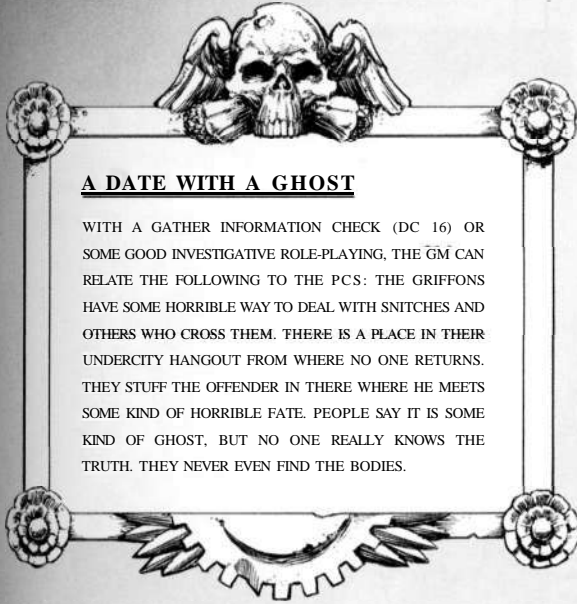 A DATE WITH A GHOST
WITH A GATHER INFORMATION CHECK (DC 16) OR
SOME GOOD INVESTIGATIVE ROLE-PLAYING, THE GM CAN
RELATE THE FOLLOWING TO THE PCS: THE GRIFFONS
HAVE SOME HORRIBLE WAY TO DEAL WITH SNITCHES AND
OTHERS WHO CROSS THEM. THERE IS A PLACE IN THEIR
UNDERCITY HANGOUT FROM WHERE NO ONE RETURNS.
THEY STUFF THE OFFENDER IN THERE WHERE HE MEETS
SOME KIND OF HORRIBLE FATE. PEOPLE SAY IT IS SOME
KIND OF GHOST, BUT NO ONE REALLY KNOWS THE
TRUTH. THEY NEVER EVEN FIND THE BODIES.